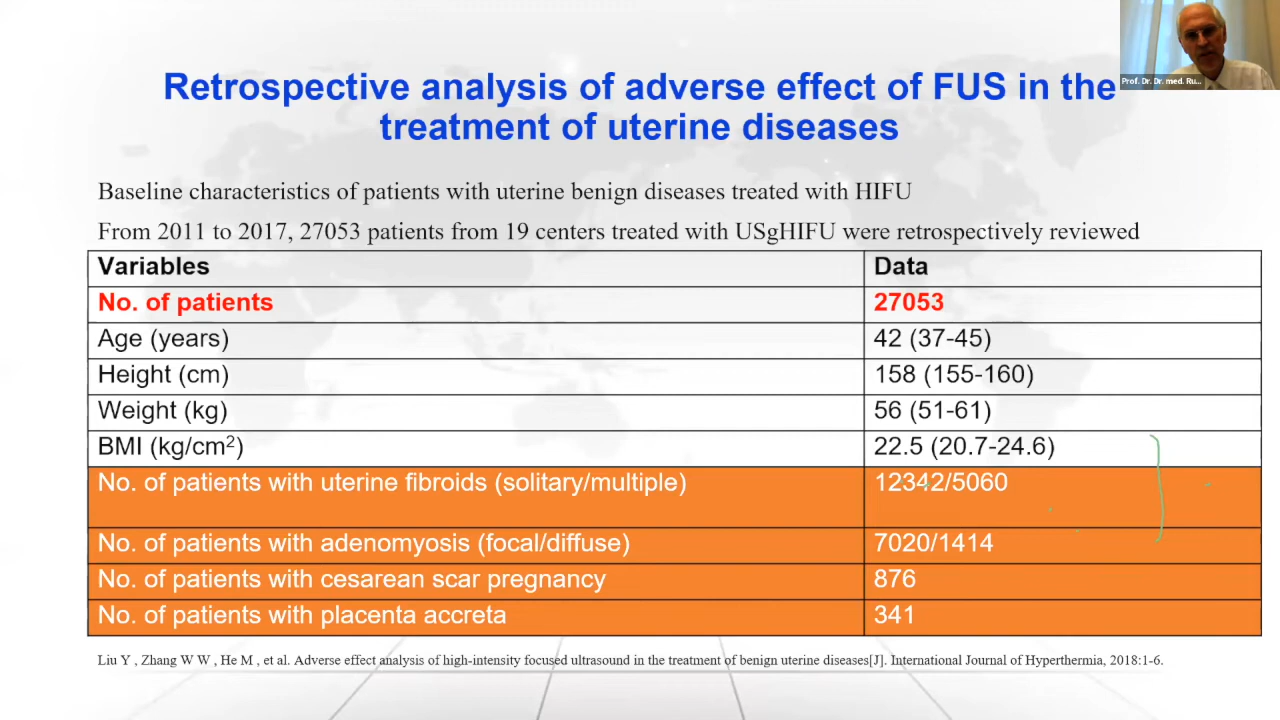 Retrospective analysis of adverse effect of FUS in the
treatment of uterine diseases
Prof. Dr. Dr. med. Ru...
Baseline characteristics of patients with uterine benign diseases treated with HIFU
From 2011 to 2017, 27053 patients from 19 centers treated with USgHIFU were retrospectively reviewed
Variables Data
No. of patients 27053
Age (years) 42 (37-45)
Height (cm) 158 (155-160)
Weight (kg) 56 (51-61)
BMI (kg/cm²) 22.5 (20.7-24.6)
No. of patients with uterine fibroids (solitary/multiple) 12342/5060
No. of patients with adenomyosis (focal/diffuse) 7020/1414
No. of patients with cesarean scar pregnancy 876
No. of patients with placenta accreta 341
Liu Y , Zhang W W , He M , et al. Adverse effect analysis of high-intensity focused ultrasound in the treatment of benign uterine diseases[J]. International Journal of Hyperthermia, 2018:1-6.